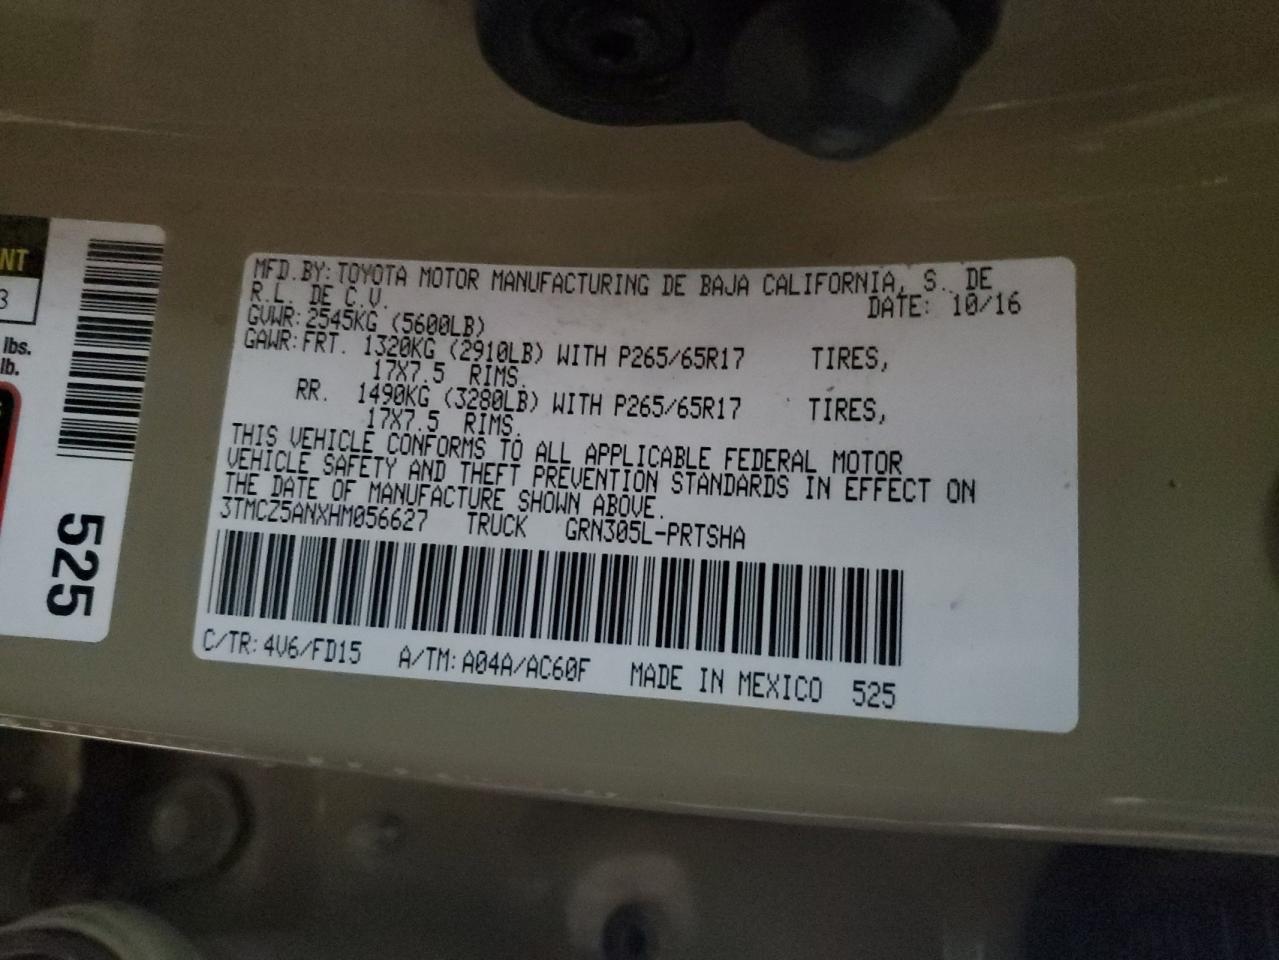 NT
3
lbs.
lb.
525
MFD.BY:TOYOTA MOTOR MANUFACTURING DE BAJA CALIFORNIA, S. DE
R.L. DE C.V.
DATE: 10/16
GVWR:2545KG (5600LB)
GAWR:FRT. 1320KG (2910LB) WITH P265/65R17 TIRES,
17X7.5 RIMS.
RR. 1490KG (3280LB) WITH P265/65R17 TIRES,
17X7.5 RIMS.
THIS VEHICLE CONFORMS TO ALL APPLICABLE FEDERAL MOTOR
VEHICLE SAFETY AND THEFT PREVENTION STANDARDS IN EFFECT ON
THE DATE OF MANUFACTURE SHOWN ABOVE.
3TMCZ5ANXHM056627 TRUCK GRN305L-PRTSHA
C/TR:4V6/FD15 A/TM:A04A/AC60F MADE IN MEXICO 525